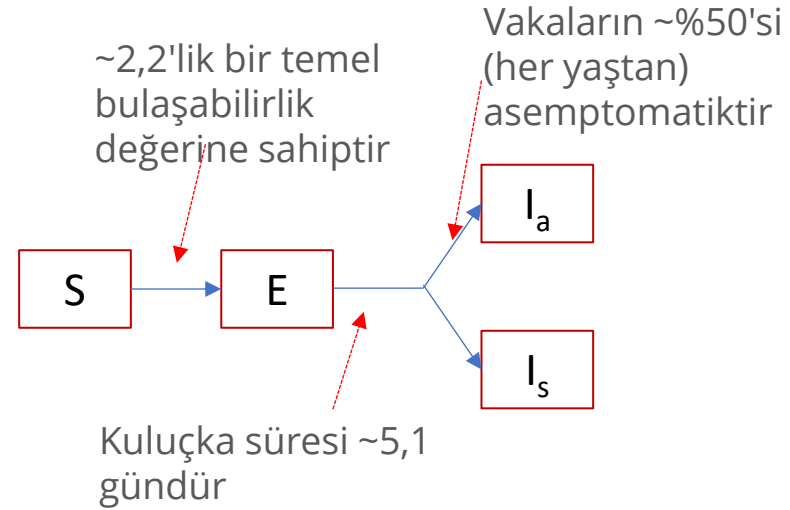 ~2,2'lik bir temel
bulaşabilirlik
değerine sahiptir
Vakaların ~%50'si
(her yaştan)
asemptomatiktir
S
E
Iₐ
Iₛ
Kuluçka süresi ~5,1
gündür